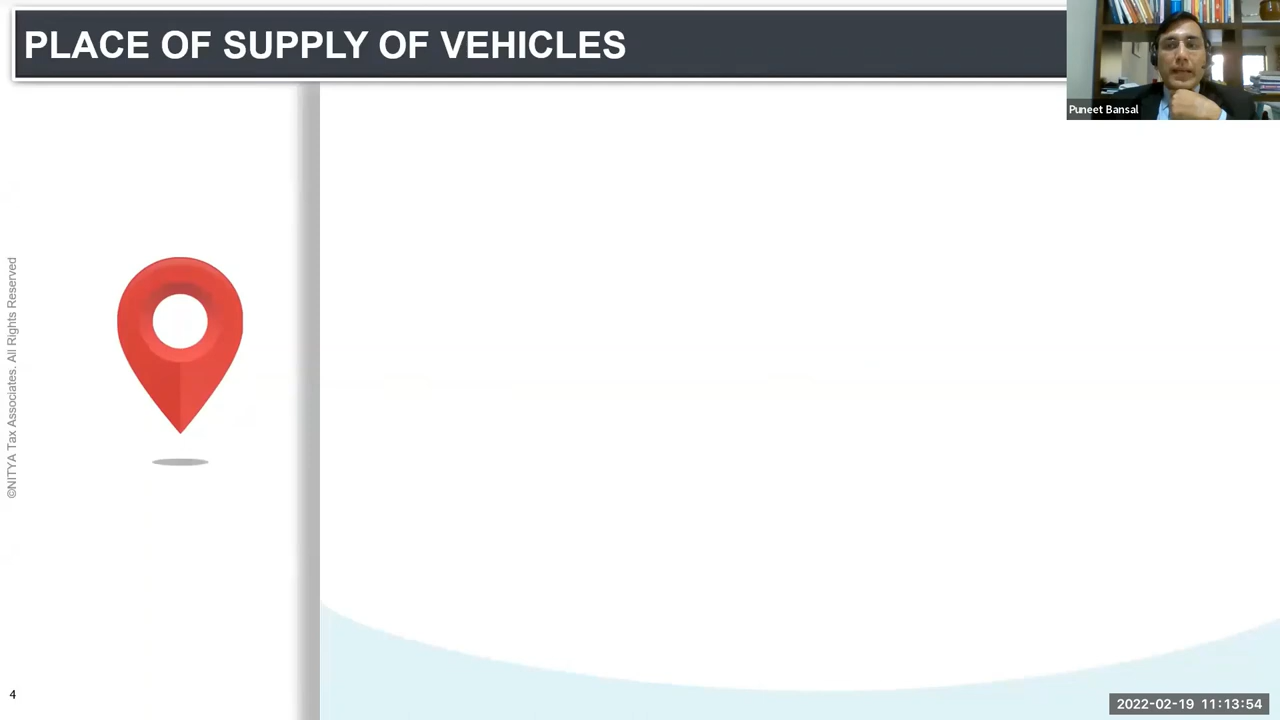 PLACE OF SUPPLY OF VEHICLES
Puneet Bansal
©NITYA Tax Associates. All Rights Reserved
4
2022-02-19 11:13:54